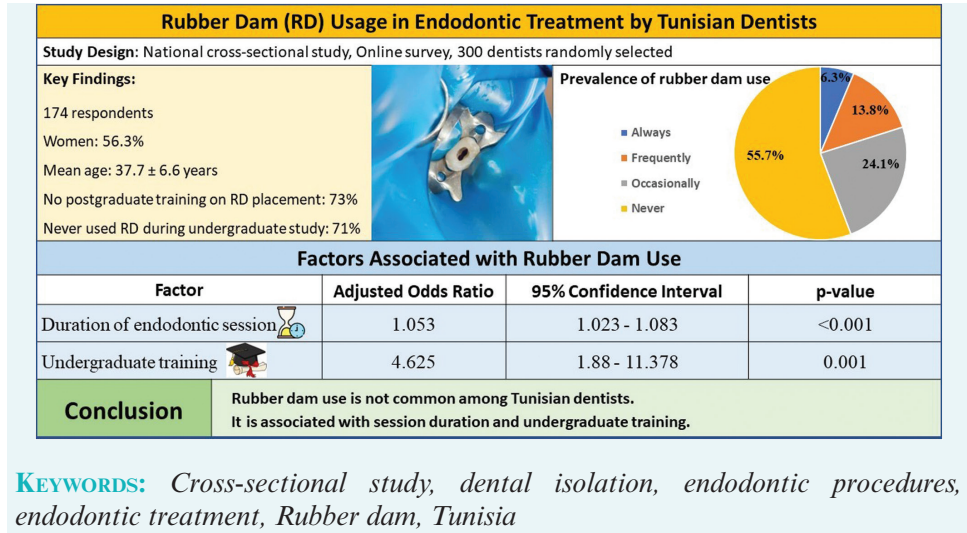 Rubber Dam (RD) Usage in Endodontic Treatment by Tunisian Dentists
Study Design: National cross-sectional study, Online survey, 300 dentists randomly selected
Key Findings:
174 respondents
Women: 56.3%
Mean age: 37.7 ± 6.6 years
No postgraduate training on RD placement: 73%
Never used RD during undergraduate study: 71%
Prevalence of rubber dam use
Always
Frequently
Occasionally
Never
6.3%
13.8%
24.1%
55.7%
Factors Associated with Rubber Dam Use
Factor Adjusted Odds Ratio 95% Confidence Interval p-value
Duration of endodontic session 1.053 1.023 - 1.083 <0.001
Undergraduate training 4.625 1.88 - 11.378 0.001
Conclusion
Rubber dam use is not common among Tunisian dentists.
It is associated with session duration and undergraduate training.
KEYWORDS: Cross-sectional study, dental isolation, endodontic procedures,
endodontic treatment, Rubber dam, Tunisia